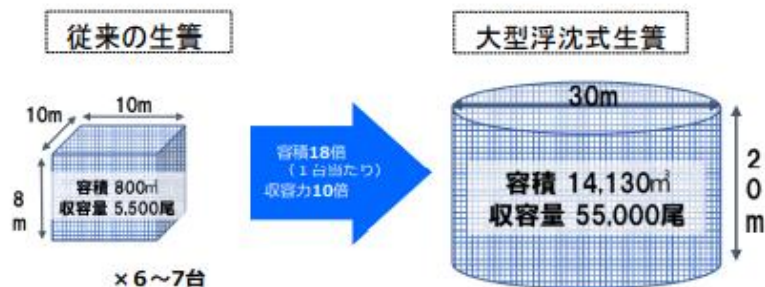 従来の生簀
大型浮沈式生簀
10m
10m
8m
容積 800㎥
収容量 5,500尾
×6～7台
容積18倍
(1台当たり)
収容力10倍
30m
20m
容積 14,130㎥
収容量 55,000尾